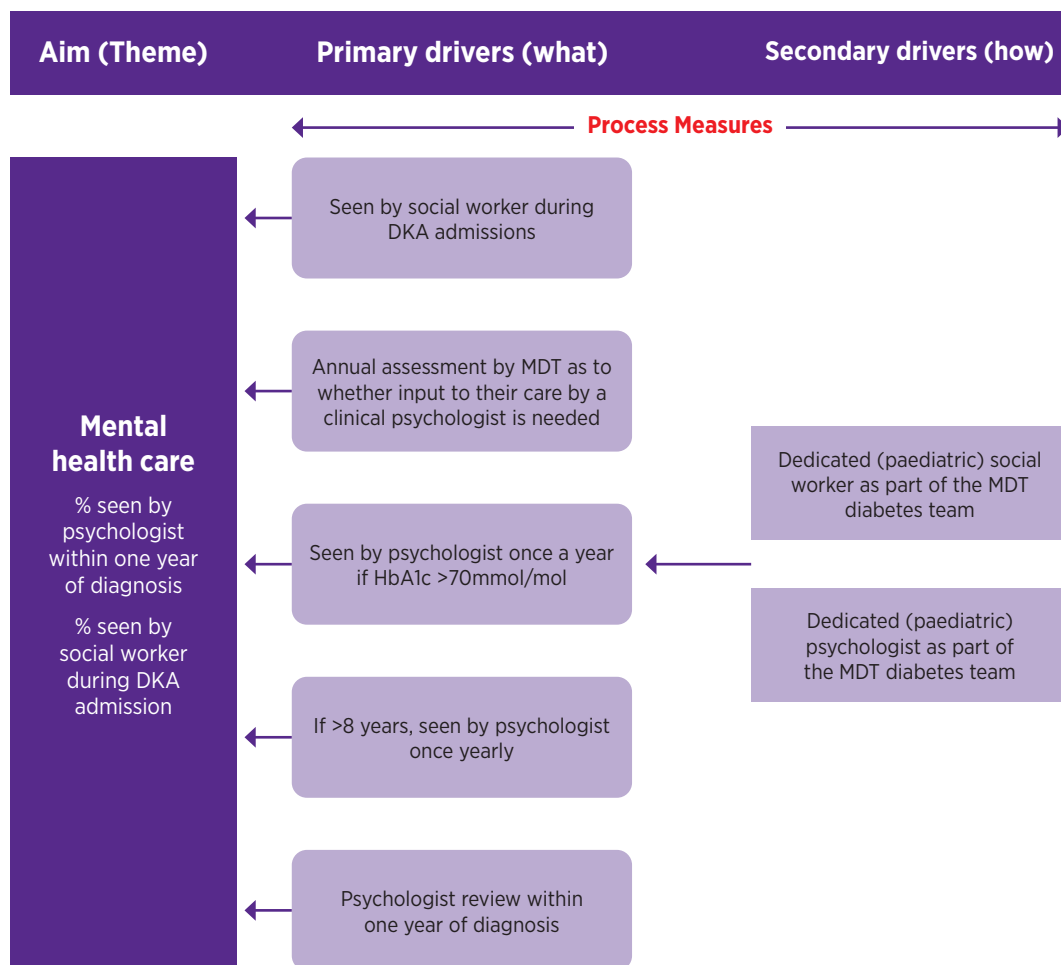 Aim (Theme)
Primary drivers (what)
Secondary drivers (how)
Process Measures
Mental
health care
% seen by
psychologist
within one year
of diagnosis
% seen by
social worker
during DKA
admission
Seen by social worker during
DKA admissions
Annual assessment by MDT as to
whether input to their care by a
clinical psychologist is needed
Seen by psychologist once a year
if HbA1c >70mmol/mol
If >8 years, seen by psychologist
once yearly
Psychologist review within
one year of diagnosis
Dedicated (paediatric) social
worker as part of the MDT
diabetes team
Dedicated (paediatric)
psychologist as part of
the MDT diabetes team